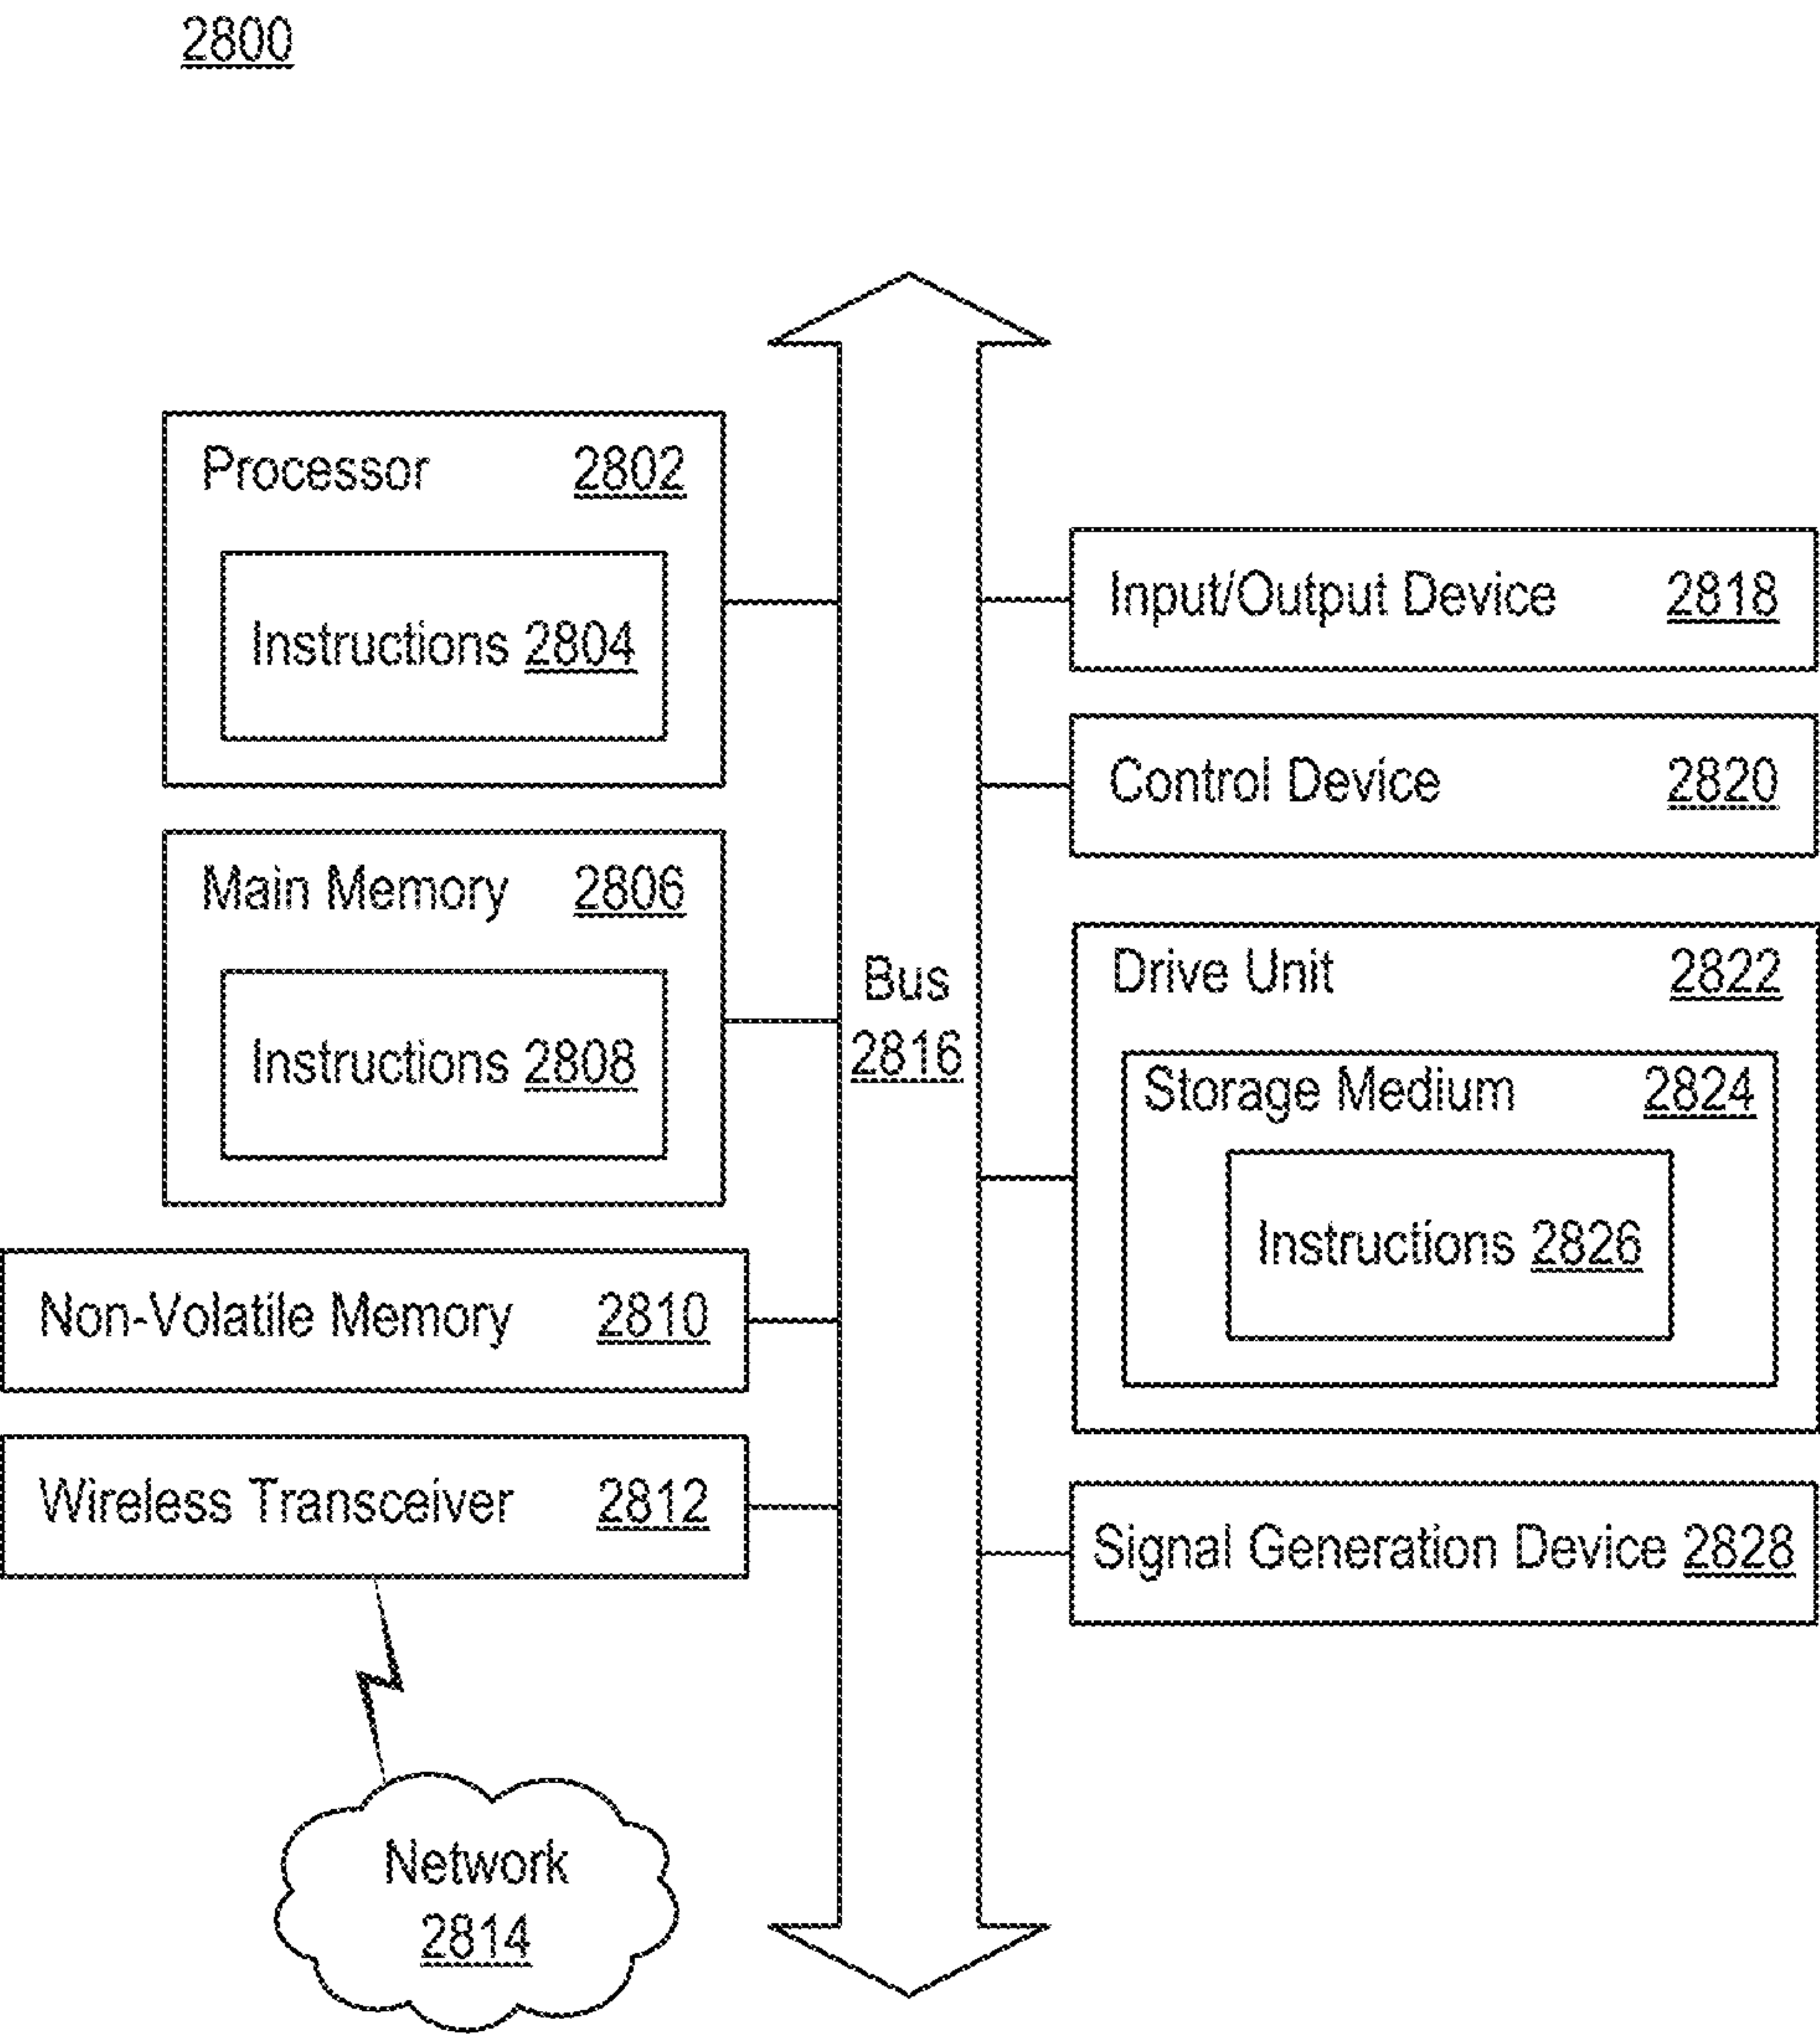 2800
Processor 2802
Instructions 2804
Main Memory 2806
Instructions 2808
Non-Volatile Memory 2810
Wireless Transceiver 2812
Network
2814
Bus
2816
Input/Output Device 2818
Control Device 2820
Drive Unit 2822
Storage Medium 2824
Instructions 2826
Signal Generation Device 2828